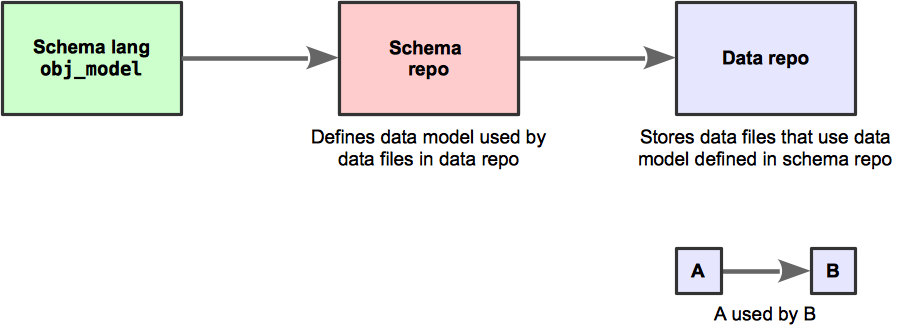 Schema lang
obj_model
Schema
repo
Data repo
Defines data model used by
data files in data repo
Stores data files that use data
model defined in schema repo
A
B
A used by B